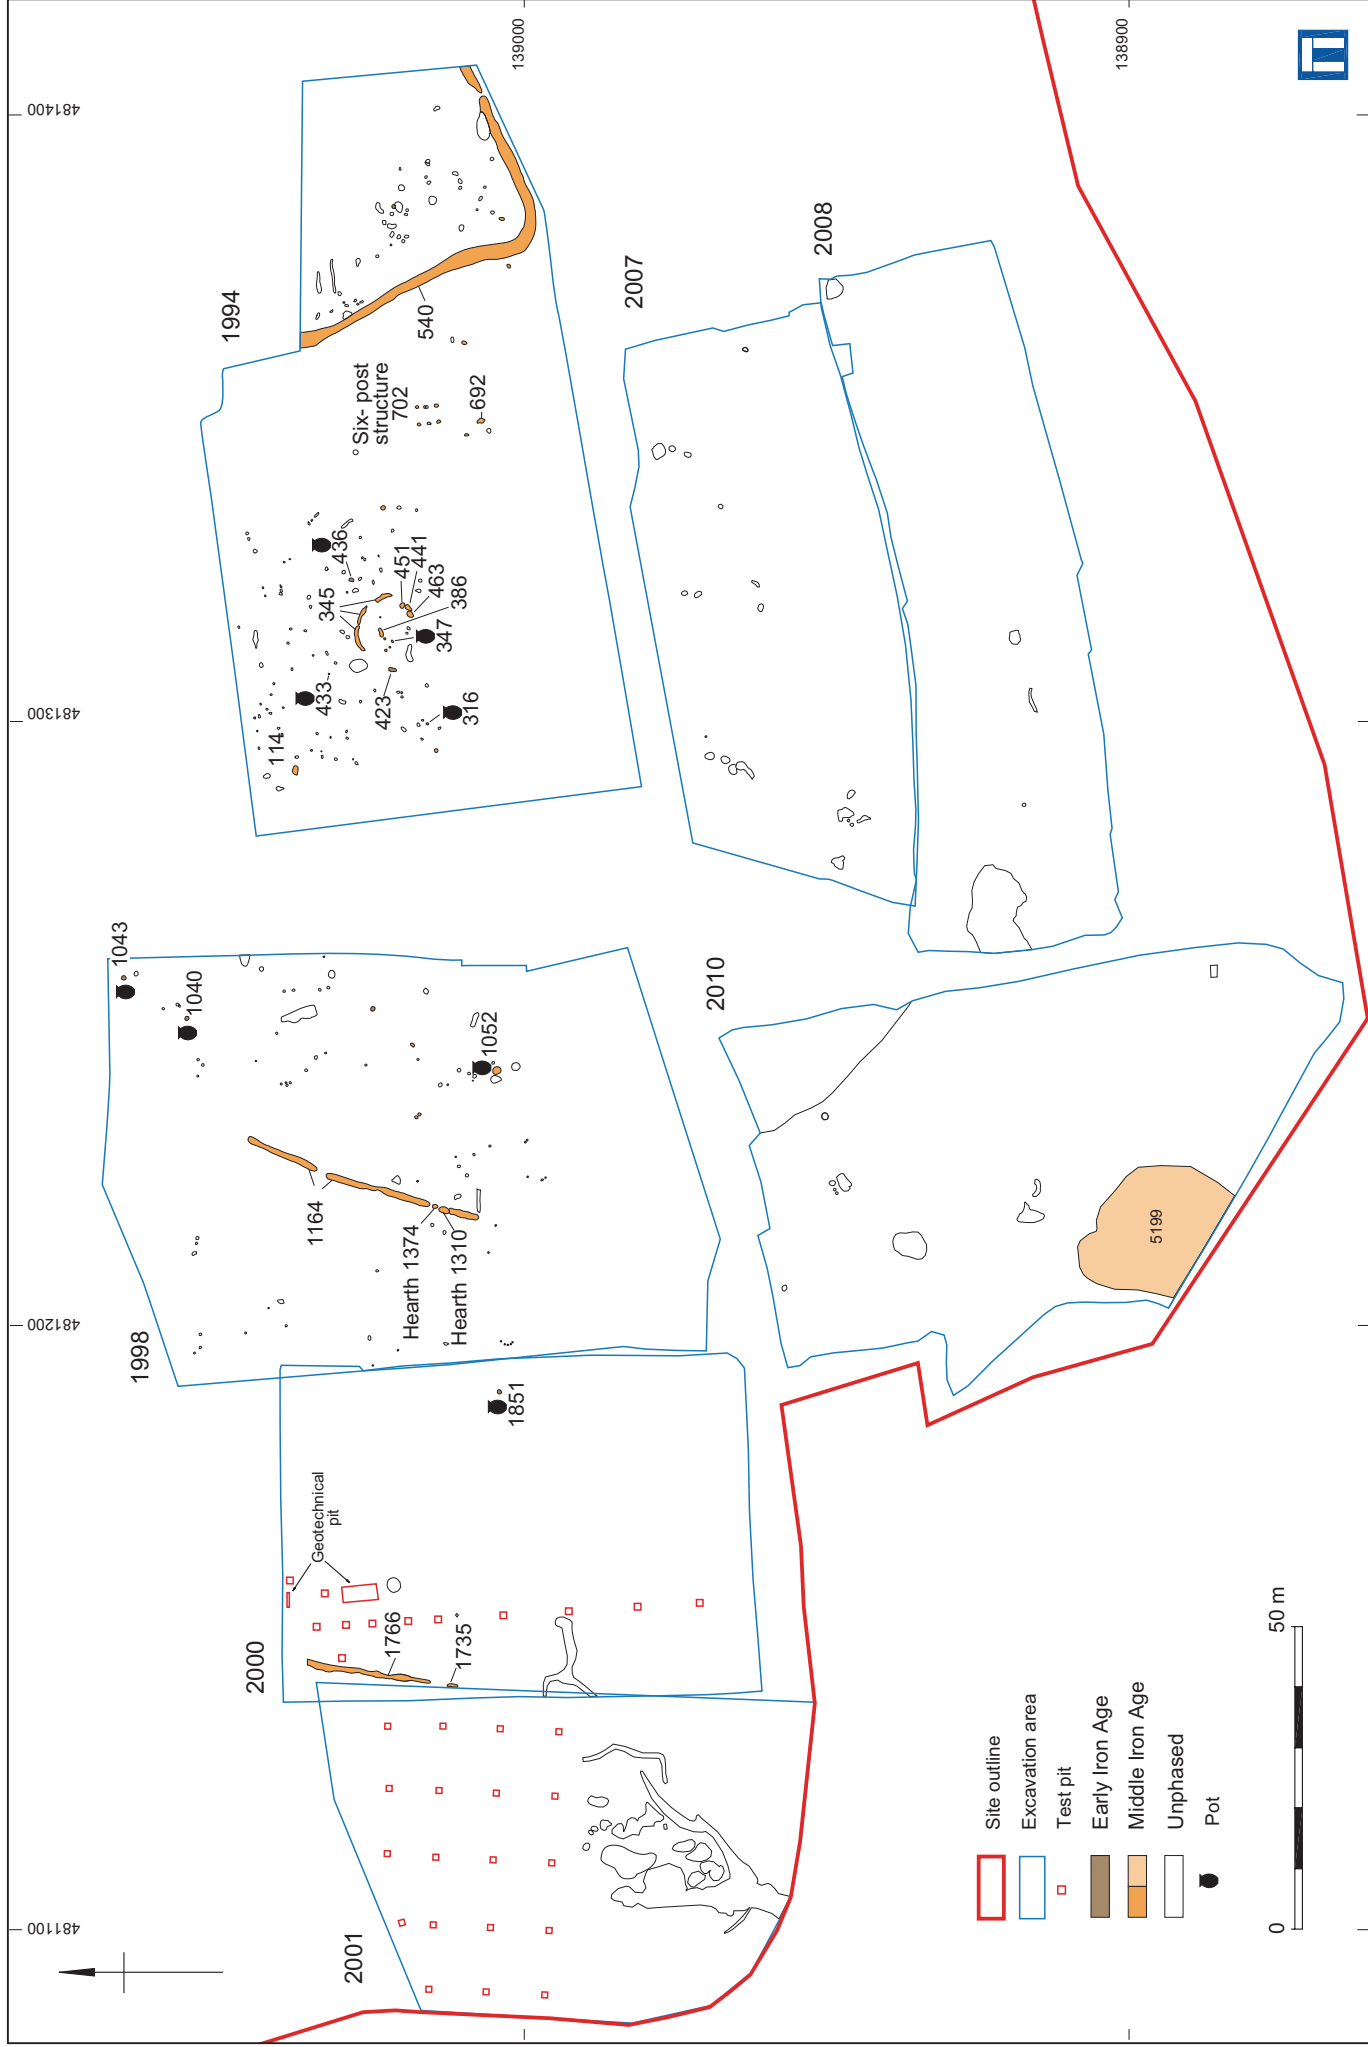 481400
139000
138900
1994
540
Six- post
structure
702
692
2007
2008
436
345
451
441
463
386
347
433
423
316
114
481300
1043
1040
1052
2010
1164
Hearth 1374
Hearth 1310
5199
481200
1998
1851
Geotechnical
pit
2000
1766
1735
2001
481100
Site outline
Excavation area
Test pit
Early Iron Age
Middle Iron Age
Unphased
Pot
0
50 m